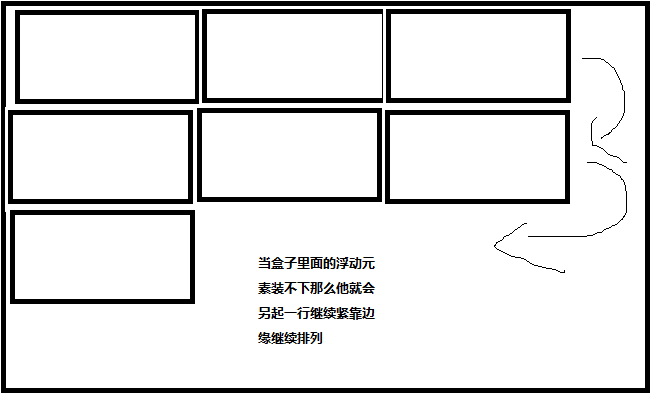 当盒子里面的浮动元
素装不下那么他就会
另起一行继续紧靠边
缘继续排列